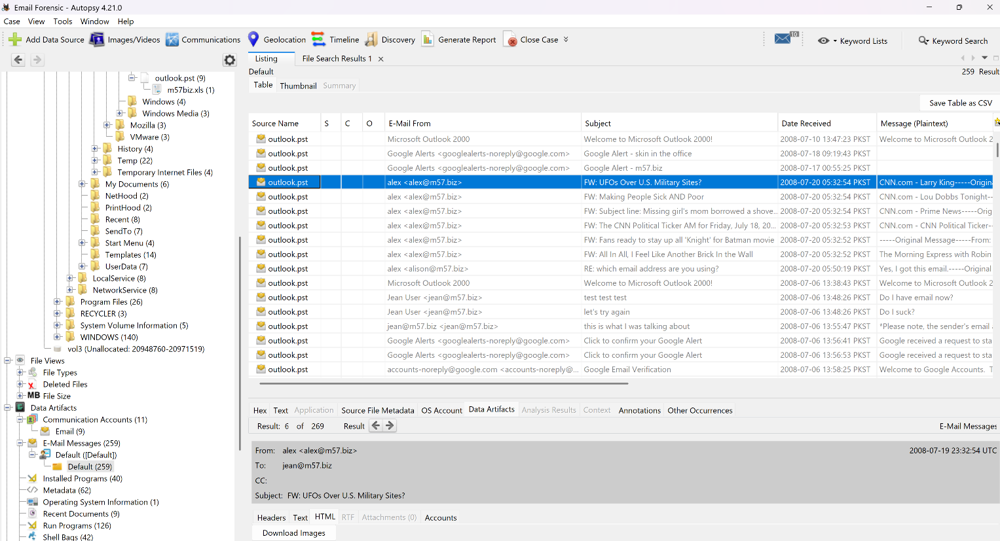 Email Forensic - Autopsy 4.21.0
Case View Tools Window Help
Add Data Source Images/Videos Communications Geolocation Timeline Discovery Generate Report Close Case 10 Keyword Lists Keyword Search
Listing File Search Results 1
Default
259 Result
Table Thumbnail Summary
Save Table as CSV
outlook.pst (9)
m57biz.xls (1)
Windows (4)
Windows Media (3)
Mozilla (3)
VMware (3)
History (4)
Temp (22)
Temporary Internet Files (4)
My Documents (6)
NetHood (2)
PrintHood (2)
Recent (8)
SendTo (7)
Start Menu (4)
Templates (14)
UserData (7)
LocalService (8)
NetworkService (8)
Program Files (26)
RECYCLER (3)
System Volume Information (5)
WINDOWS (140)
vol3 (Unallocated: 20948760-20971519)
File Views
File Types
Deleted Files
MB File Size
Data Artifacts
Communication Accounts (11)
Email (9)
E-Mail Messages (259)
Default ([Default])
Default (259)
Installed Programs (40)
Metadata (62)
Operating System Information (1)
Recent Documents (9)
Run Programs (126)
Shell Bags (42)
Source Name S C O E-Mail From Subject Date Received Message (Plaintext)
outlook.pst Microsoft Outlook 2000 Welcome to Microsoft Outlook 2000! 2008-07-10 13:47:23 PKST Welcome to Microsoft Outlook 2
outlook.pst Google Alerts <googlealerts-noreply@google.com> Google Alert - skin in the office 2008-07-18 09:19:43 PKST
outlook.pst Google Alerts <googlealerts-noreply@google.com> Google Alert - m57.biz 2008-07-17 00:55:25 PKST
outlook.pst alex <alex@m57.biz> FW: UFOs Over U.S. Military Sites? 2008-07-20 05:32:54 PKST CNN.com - Larry King-----Origin
outlook.pst alex <alex@m57.biz> FW: Making People Sick AND Poor 2008-07-20 05:32:54 PKST CNN.com - Lou Dobbs Tonight--
outlook.pst alex <alex@m57.biz> FW: Subject line: Missing girl's mom borrowed a shove... 2008-07-20 05:32:54 PKST CNN.com - Prime News-----Orig
outlook.pst alex <alex@m57.biz> FW: The CNN Political Ticker AM for Friday, July 18, 20... 2008-07-20 05:32:53 PKST CNN.com - CNN Political Ticker--
outlook.pst alex <alex@m57.biz> FW: Fans ready to stay up all 'Knight' for Batman movie 2008-07-20 05:32:52 PKST -----Original Message-----From:
outlook.pst alex <alex@m57.biz> FW: All In All, I Feel Like Another Brick In the Wall 2008-07-20 05:32:52 PKST The Morning Express with Robin
outlook.pst alex <alison@m57.biz> RE: which email address are you using? 2008-07-20 05:50:19 PKST Yes, I got this email.-----Original
outlook.pst Microsoft Outlook 2000 Welcome to Microsoft Outlook 2000! 2008-07-06 13:38:43 PKST Welcome to Microsoft Outlook 2
outlook.pst Jean User <jean@m57.biz> test test test 2008-07-06 13:48:26 PKST Do I have email now?
outlook.pst Jean User <jean@m57.biz> let's try again 2008-07-06 13:48:26 PKST Do I suck?
outlook.pst jean@m57.biz <jean@m57.biz> this is what I was talking about 2008-07-06 13:55:47 PKST *Please note, the sender's email
outlook.pst Google Alerts <googlealerts-noreply@google.com> Click to confirm your Google Alert 2008-07-06 13:56:41 PKST Google received a request to sta
outlook.pst Google Alerts <googlealerts-noreply@google.com> Click to confirm your Google Alert 2008-07-06 13:56:53 PKST Google received a request to sta
outlook.pst accounts-noreply@google.com <accounts-noreply@... Google Email Verification 2008-07-06 13:58:25 PKST Welcome to Google Accounts. T
Hex Text Application Source File Metadata OS Account Data Artifacts Analysis Results Context Annotations Other Occurrences
Result: 6 of 269 Result E-Mail Messages
From: alex <alex@m57.biz> 2008-07-19 23:32:54 UTC
To: jean@m57.biz
CC:
Subject: FW: UFOs Over U.S. Military Sites?
Headers Text HTML RTF Attachments (0) Accounts
Download Images